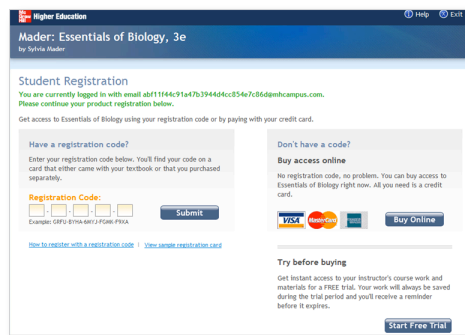 Mc Graw Hill Higher Education
Help Exit
Mader: Essentials of Biology, 3e
by Sylvia Mader
Student Registration
You are currently logged in with email abf11f44c91a47b3944d4cc854e7c86d@mhcampus.com.
Please continue your product registration below.
Get access to Essentials of Biology using your registration code or by paying with your credit card.
Have a registration code?
Enter your registration code below. You'll find your code on a
card that either came with your textbook or that you purchased
separately.
Registration Code:
- - - -
Submit
Example: GRFU-BYHA-6MYJ-FGMK-F9KA
How to register with a registration code | View sample registration card
Don't have a code?
Buy access online
No registration code, no problem. You can buy access to
Essentials of Biology right now. All you need is a credit
card.
VISA MasterCard
Buy Online
Try before buying
Get instant access to your instructor's course work and
materials for a FREE trial. Your work will always be saved
during the trial period and you'll receive a reminder
before it expires.
Start Free Trial